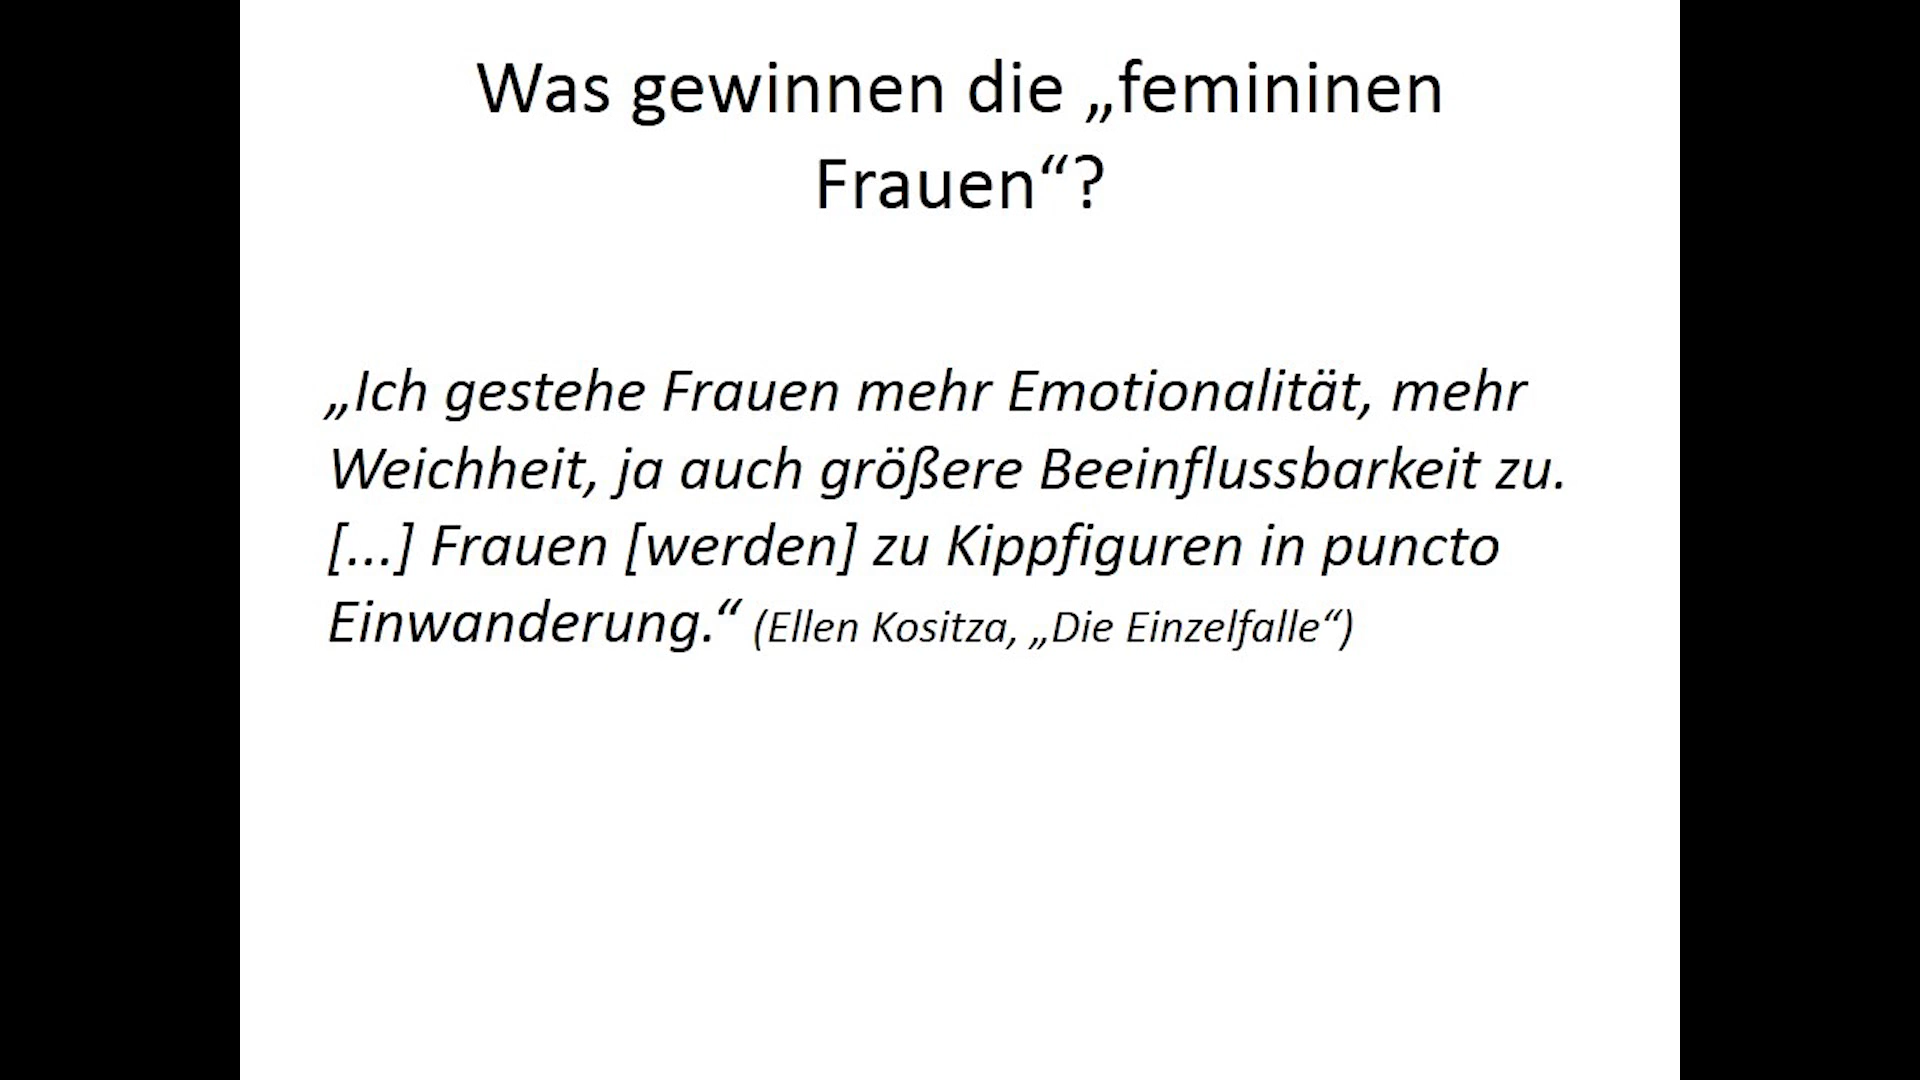 Was gewinnen die „femininen
Frauen“?
„Ich gestehe Frauen mehr Emotionalität, mehr
Weichheit, ja auch größere Beeinflussbarkeit zu.
[...] Frauen [werden] zu Kippfiguren in puncto
Einwanderung.“ (Ellen Kositza, „Die Einzelfalle“)